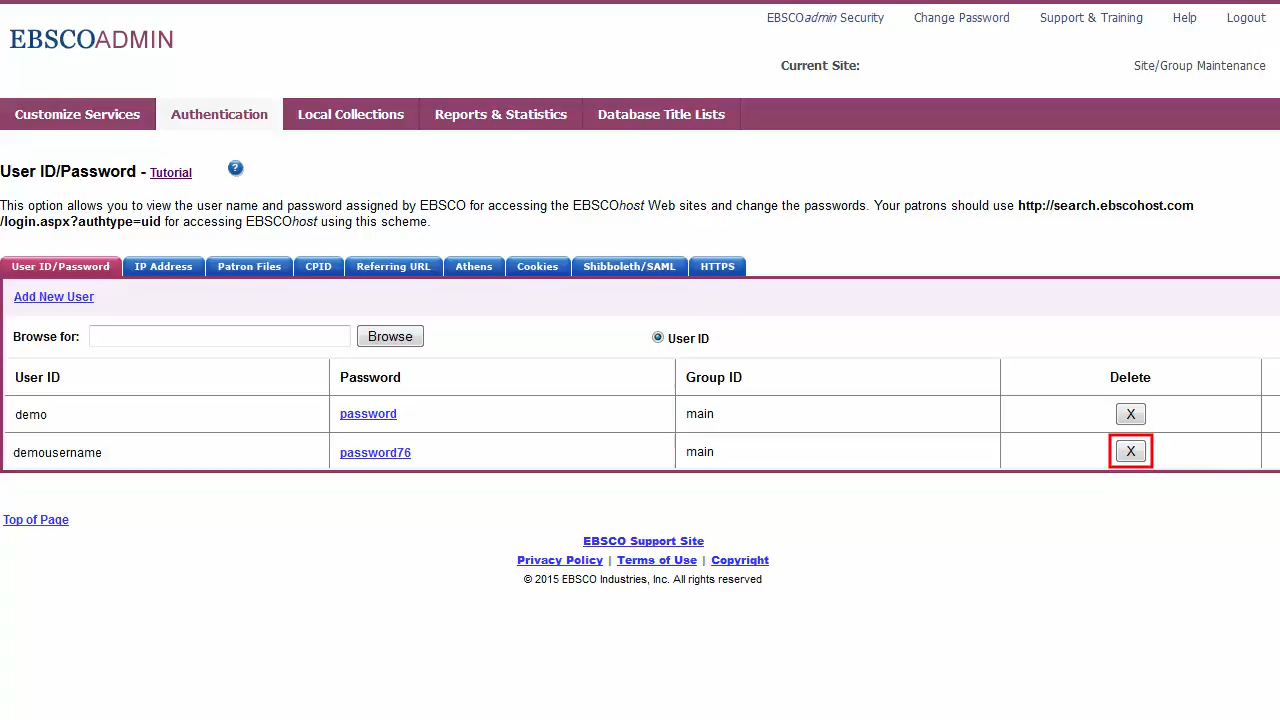 EBSCOadmin Security Change Password Support & Training Help Logout
EBSCOADMIN
Current Site: Site/Group Maintenance
Customize Services Authentication Local Collections Reports & Statistics Database Title Lists
User ID/Password - Tutorial ?
This option allows you to view the user name and password assigned by EBSCO for accessing the EBSCOhost Web sites and change the passwords. Your patrons should use http://search.ebscohost.com
/login.aspx?authtype=uid for accessing EBSCOhost using this scheme.
User ID/Password IP Address Patron Files CPID Referring URL Athens Cookies Shibboleth/SAML HTTPS
Add New User
Browse for: Browse User ID
User ID Password Group ID Delete
demo password main X
demousername password76 main X
Top of Page
EBSCO Support Site
Privacy Policy | Terms of Use | Copyright
© 2015 EBSCO Industries, Inc. All rights reserved